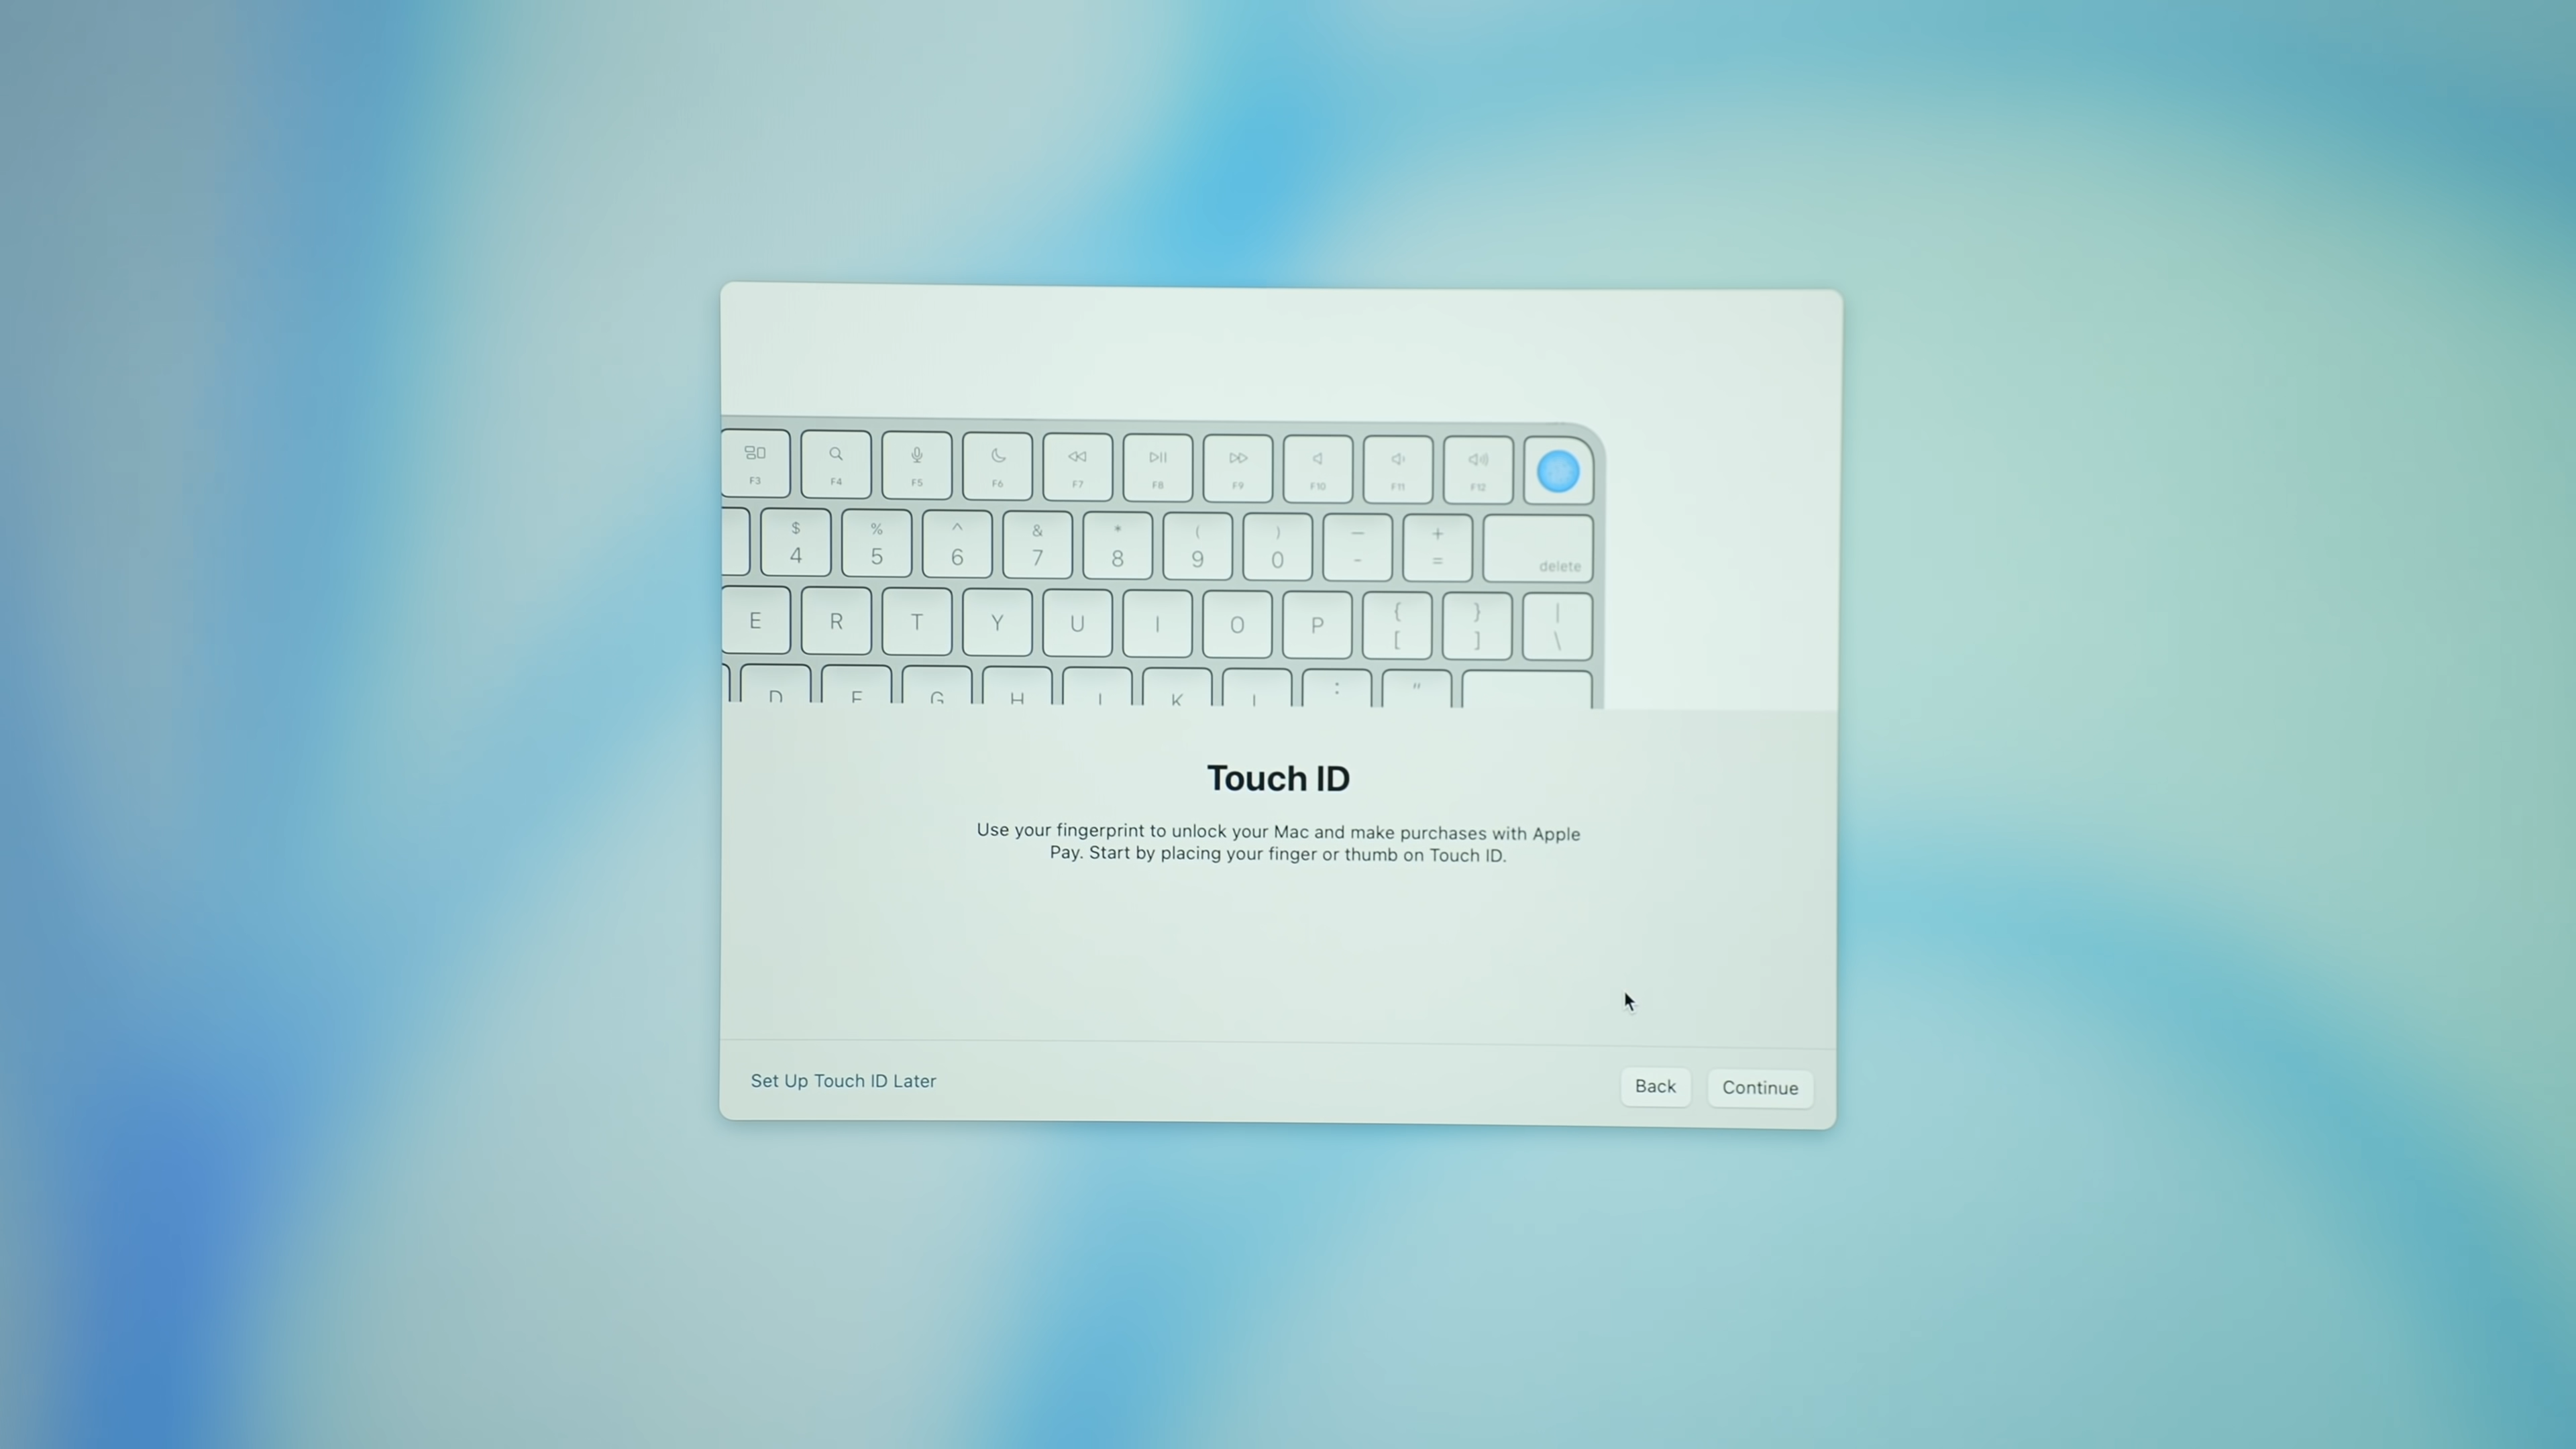 F3 F4 F5 F6 F7 F8 F9 F10 F11 F12
$ % ^ & * ( ) — +
4 5 6 7 8 9 0 - = delete
E R T Y U I O P { } |
[ ] \
D F G H J K L : "
Touch ID
Use your fingerprint to unlock your Mac and make purchases with Apple
Pay. Start by placing your finger or thumb on Touch ID.
Set Up Touch ID Later
Back Continue